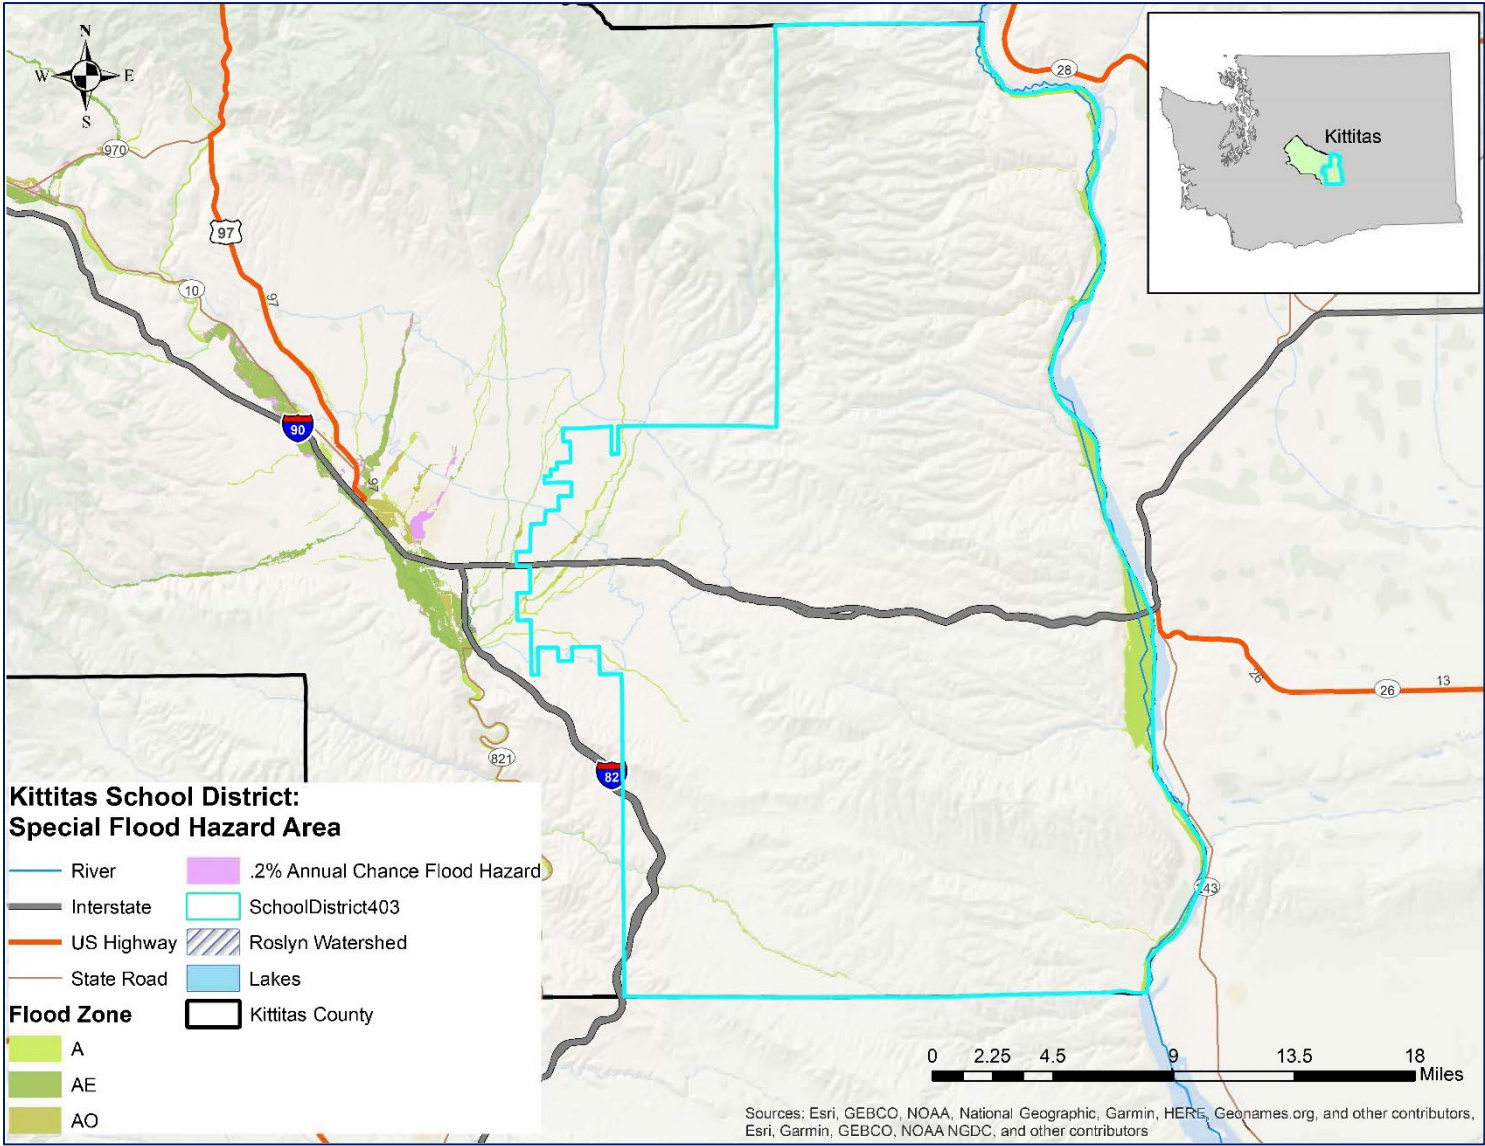 N
W
E
S
28
Kittitas
970
97
10
97
90
97
26
26
13
821
82
243
Kittitas School District:
Special Flood Hazard Area
River
.2% Annual Chance Flood Hazard
Interstate
SchoolDistrict403
US Highway
Roslyn Watershed
State Road
Lakes
Flood Zone
Kittitas County
A
AE
AO
0 2.25 4.5 9 13.5 18
Miles
Sources: Esri, GEBCO, NOAA, National Geographic, Garmin, HERE, Geonames.org, and other contributors,
Esri, Garmin, GEBCO, NOAA NGDC, and other contributors